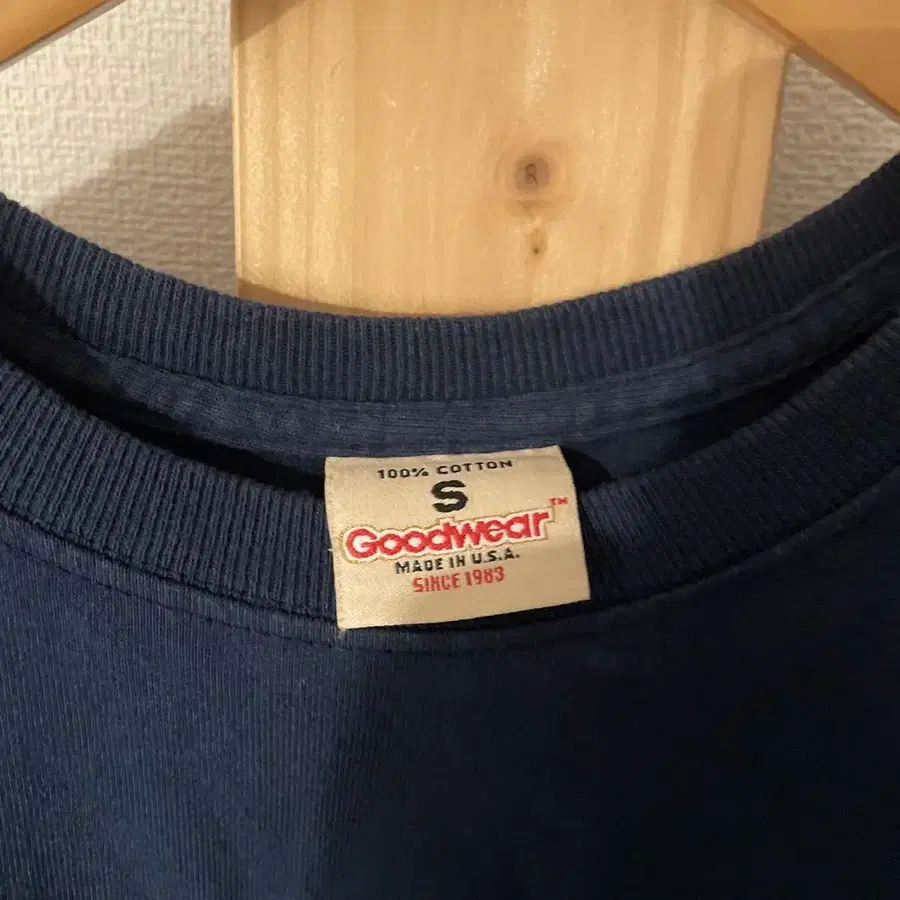 100% COTTON
S
Goodwear™
MADE IN U.S.A.
SINCE 1983